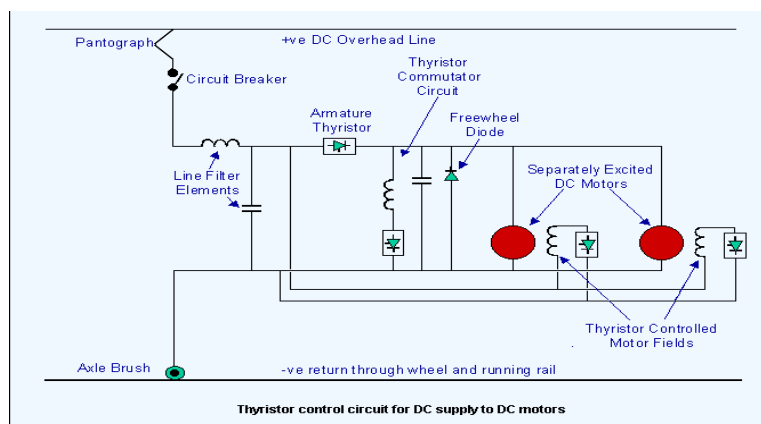 Pantograph
+ve DC Overhead Line
Circuit Breaker
Thyristor
Commutator
Circuit
Armature
Thyristor
Freewheel
Diode
Line Filter
Elements
Separately Excited
DC Motors
Thyristor Controlled
Motor Fields
Axle Brush
-ve return through wheel and running rail
Thyristor control circuit for DC supply to DC motors